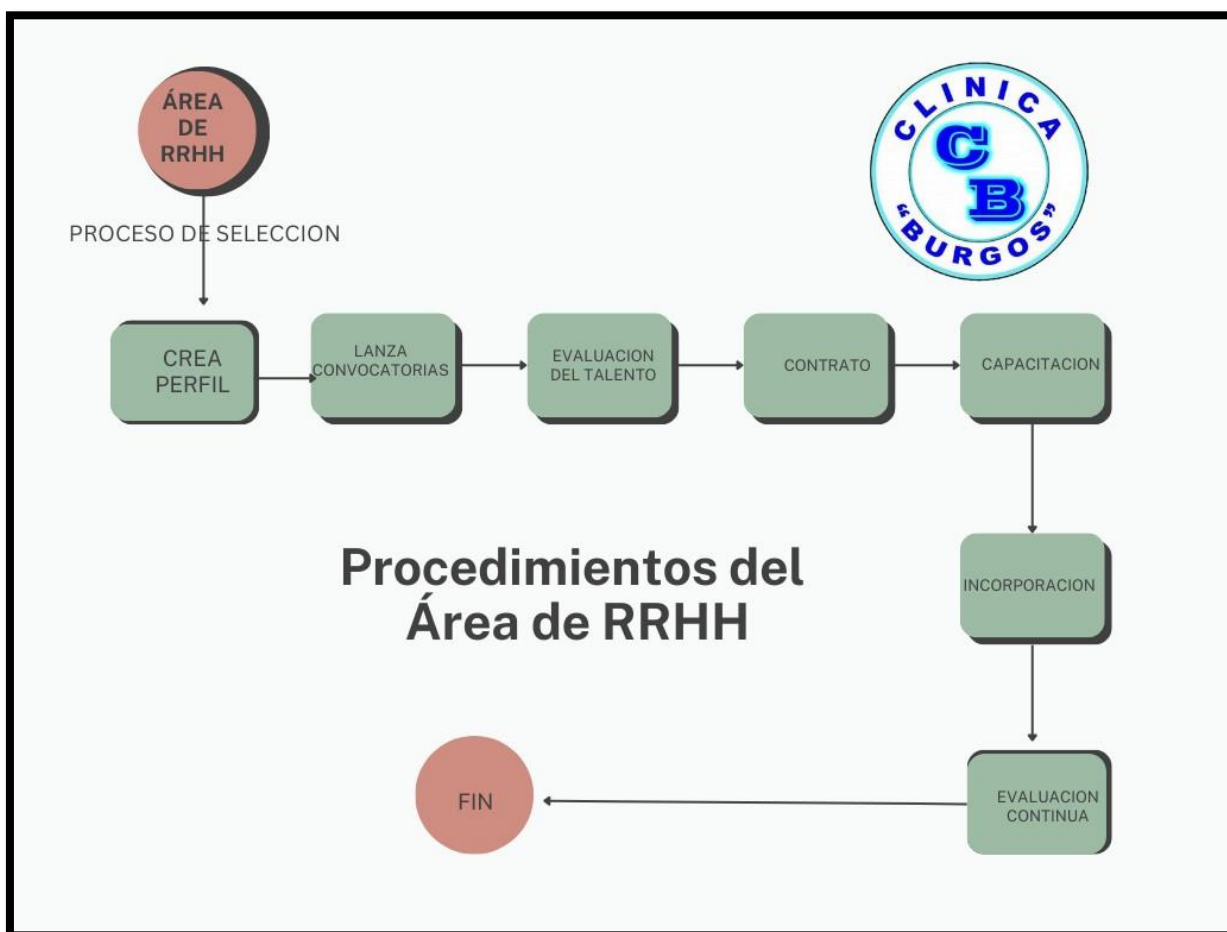 ÁREA
DE
RRHH
CLINICA
CB
"BURGOS"
PROCESO DE SELECCION
CREA
PERFIL
LANZA
CONVOCATORIAS
EVALUACION
DEL TALENTO
CONTRATO
CAPACITACION
Procedimientos del
Área de RRHH
INCORPORACION
FIN
EVALUACION
CONTINUA